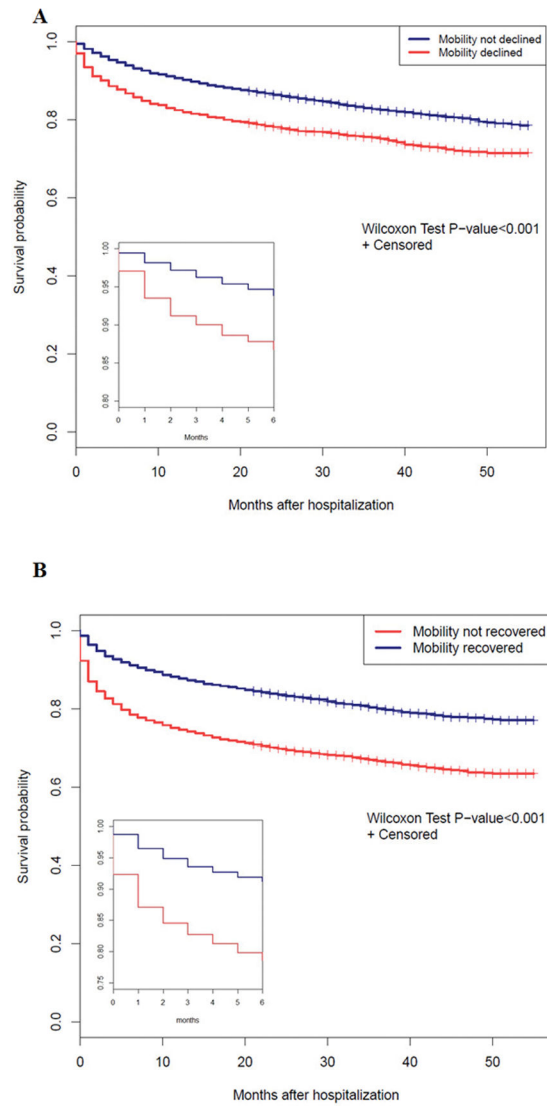 A
Mobility not declined
Mobility declined
Survival probability
1.0
0.8
0.6
0.4
0.2
0.0
Wilcoxon Test P-value<0.001
+ Censored
1.00
0.95
0.90
0.85
0.80
0 1 2 3 4 5 6
Months
0 10 20 30 40 50
Months after hospitalization
B
Mobility not recovered
Mobility recovered
Survival probability
1.0
0.8
0.6
0.4
0.2
0.0
Wilcoxon Test P-value<0.001
+ Censored
1.00
0.95
0.90
0.85
0.80
0.75
0 1 2 3 4 5 6
months
0 10 20 30 40 50
Months after hospitalization